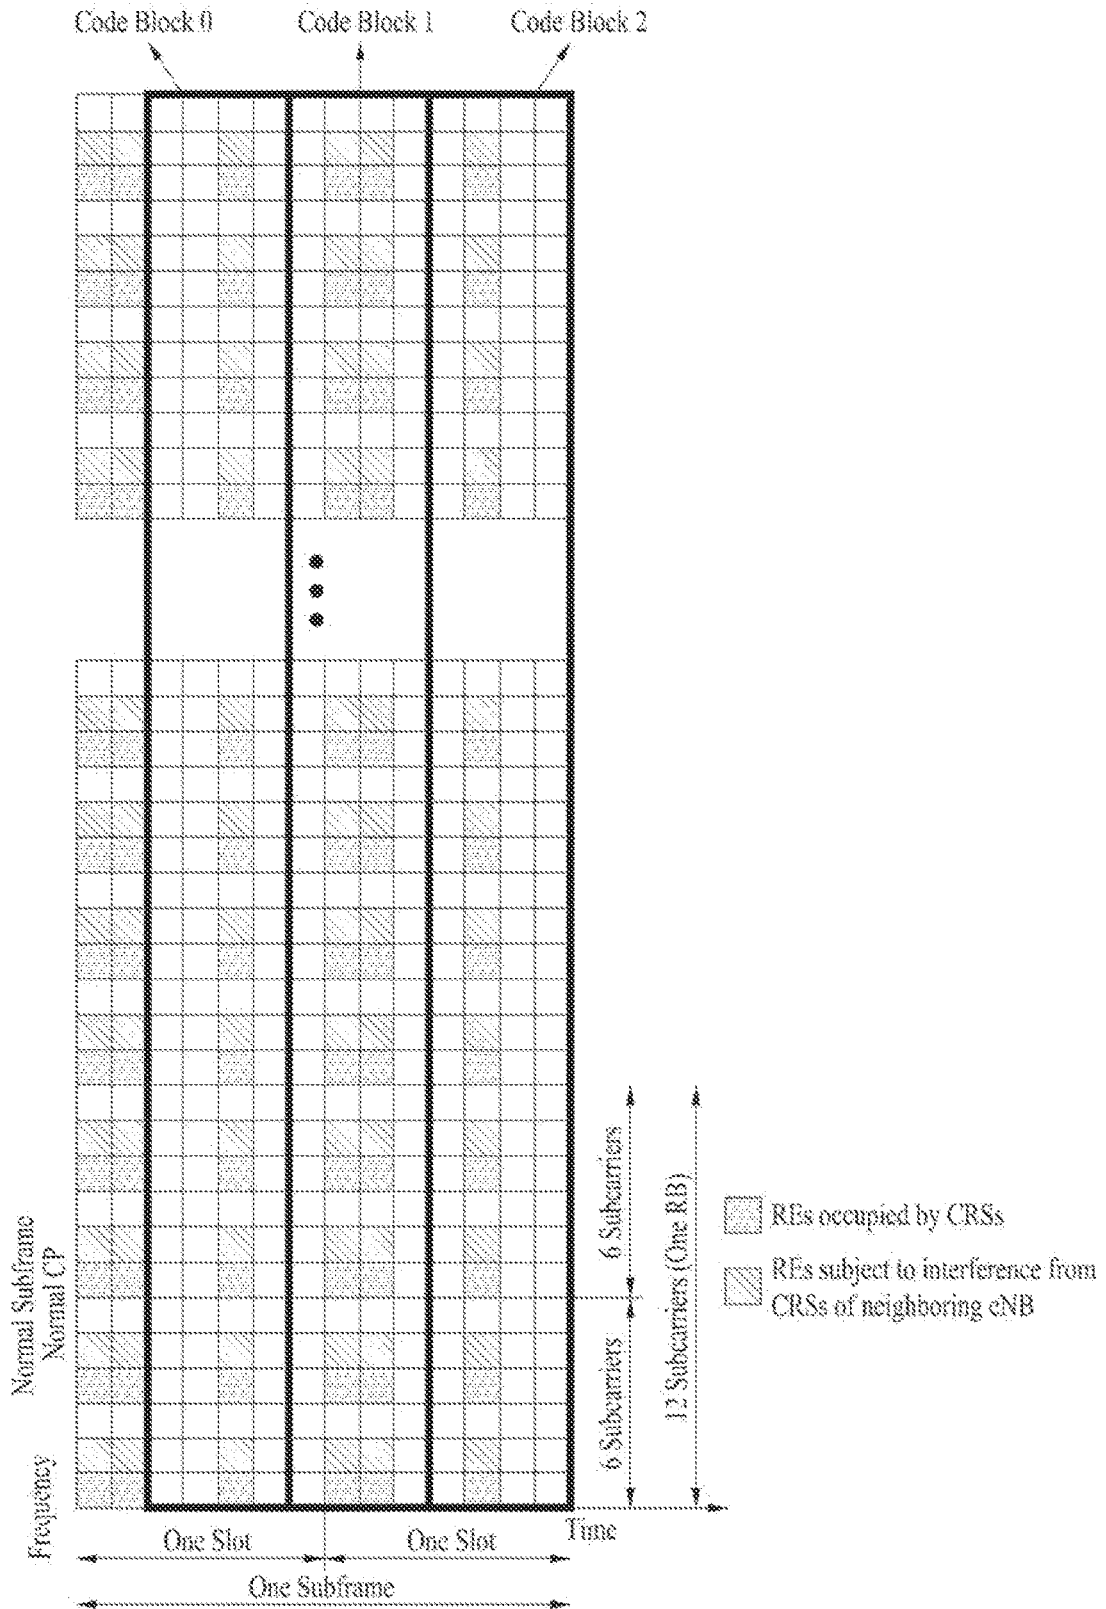 Code Block 0
Code Block 1
Code Block 2
Normal Subframe
Normal CP
Frequency
6 Subcarriers
6 Subcarriers
12 Subcarriers (One RB)
REs occupied by CRSs
REs subject to interference from
CRSs of neighboring eNB
Time
One Slot
One Slot
One Subframe